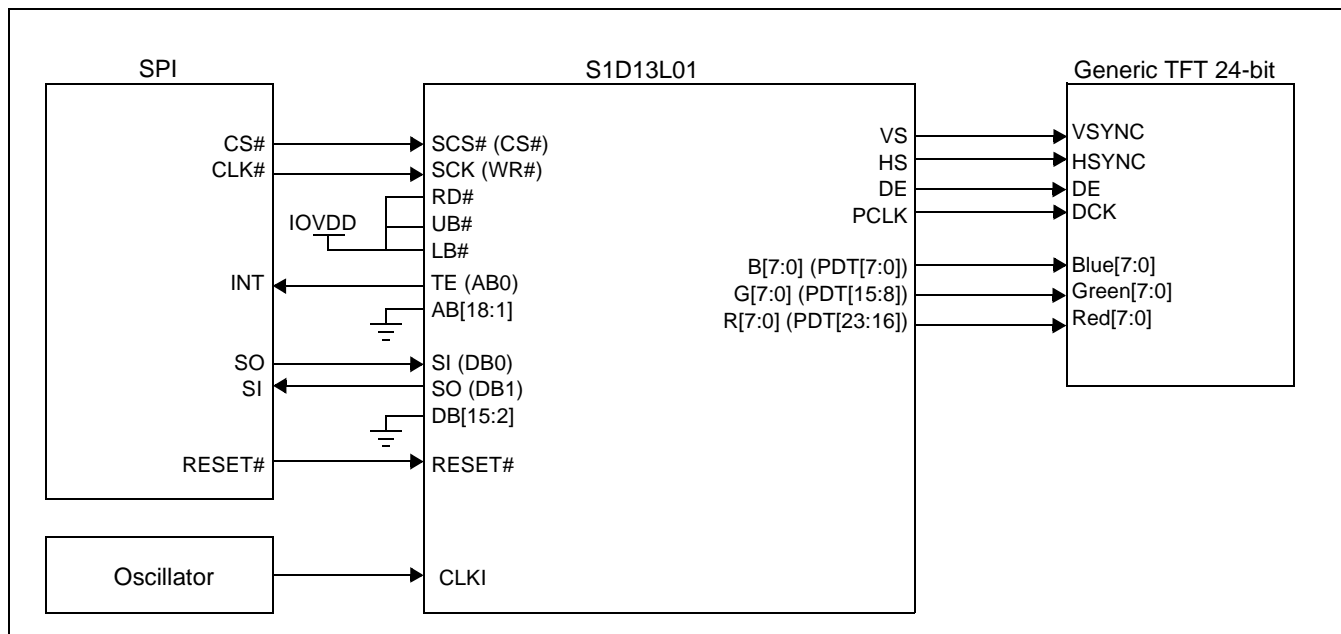 SPI
S1D13L01
Generic TFT 24-bit
CS#
CLK#
INT
SO
SI
RESET#
IOVDD
SCS# (CS#)
SCK (WR#)
RD#
UB#
LB#
TE (AB0)
AB[18:1]
SI (DB0)
SO (DB1)
DB[15:2]
RESET#
CLKI
VS
HS
DE
PCLK
B[7:0] (PDT[7:0])
G[7:0] (PDT[15:8])
R[7:0] (PDT[23:16])
VSYNC
HSYNC
DE
DCK
Blue[7:0]
Green[7:0]
Red[7:0]
Oscillator